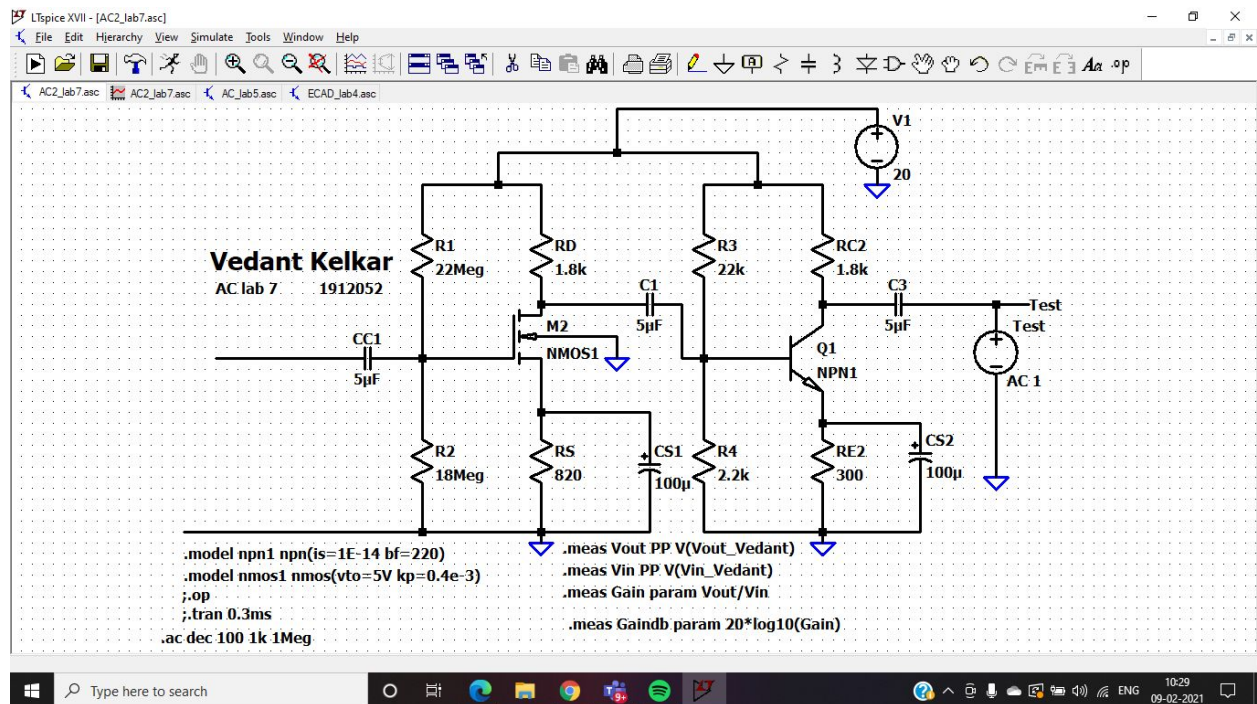 LTspice XVII - [AC2_lab7.asc]
File Edit Hierarchy View Simulate Tools Window Help
Aa .op
AC2_lab7.asc AC2_lab7.asc AC_lab5.asc ECAD_lab4.asc
V1
20
R1
22Meg
RD
1.8k
R3
22k
RC2
1.8k
Vedant Kelkar
AC lab 7 1912052
C1
5µF
C3
5µF
Test
Test
AC 1
CC1
5µF
M2
NMOS1
Q1
NPN1
R2
18Meg
RS
820
CS1
100µ
R4
2.2k
RE2
300
CS2
100µ
.model npn1 npn(is=1E-14 bf=220)
.model nmos1 nmos(vto=5V kp=0.4e-3)
;.op
;.tran 0.3ms
.ac dec 100 1k 1Meg
.meas Vout PP V(Vout_Vedant)
.meas Vin PP V(Vin_Vedant)
.meas Gain param Vout/Vin
.meas Gaindb param 20*log10(Gain)
Type here to search
9+
ENG
10:29
09-02-2021